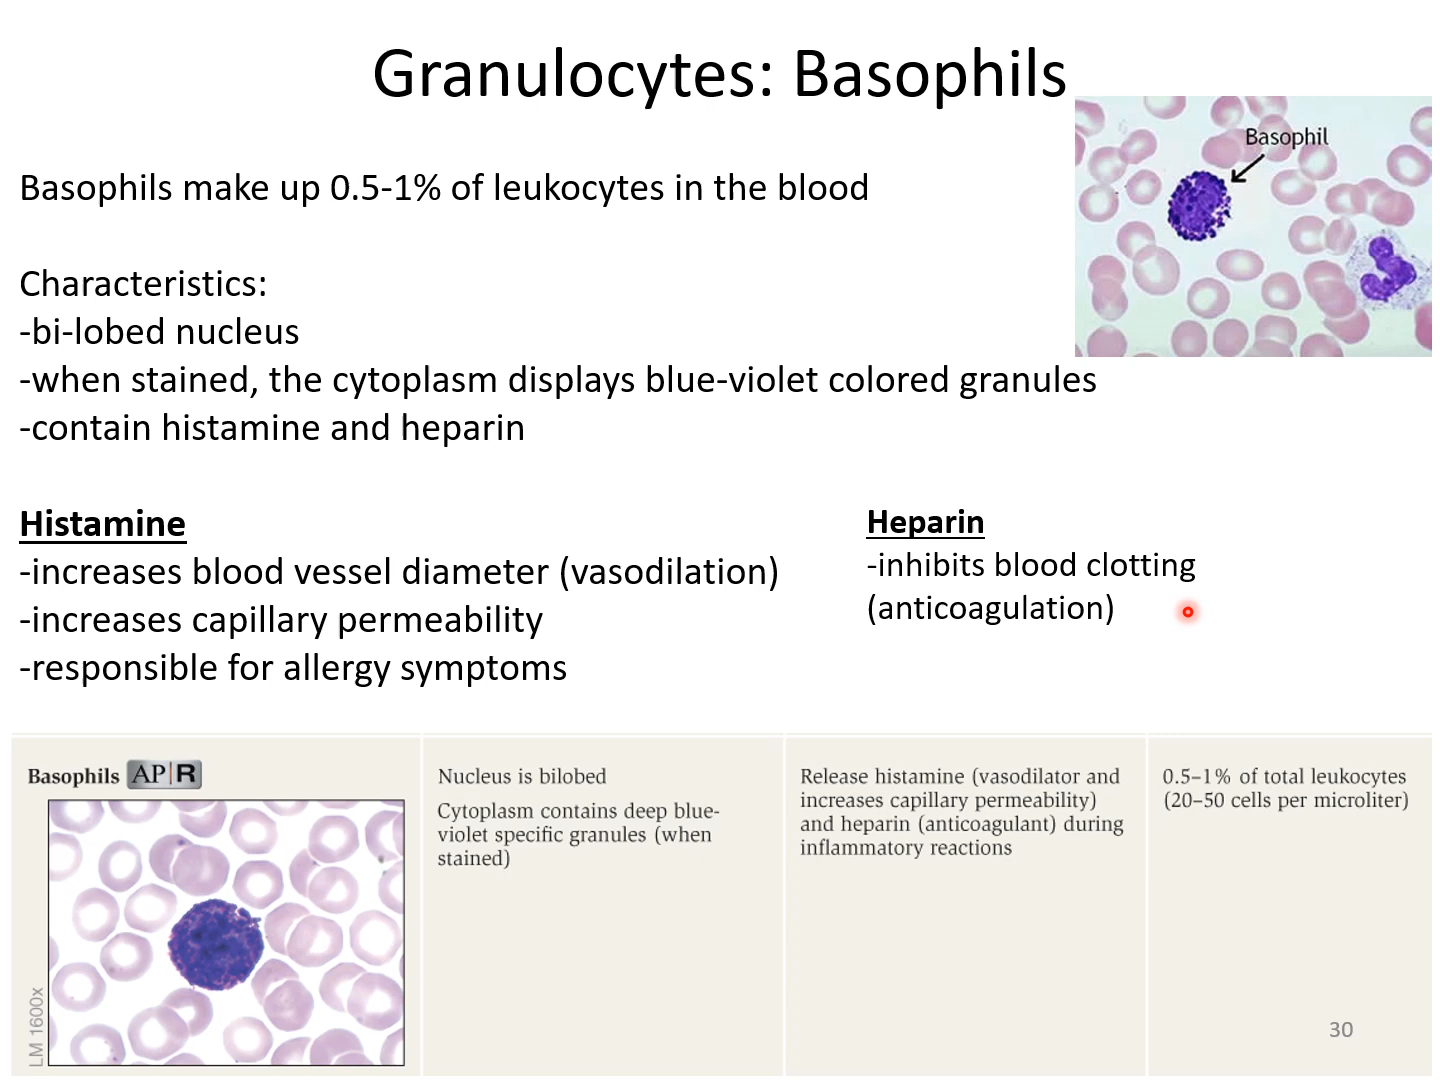 Granulocytes: Basophils
Basophil
Basophils make up 0.5-1% of leukocytes in the blood
Characteristics:
-bi-lobed nucleus
-when stained, the cytoplasm displays blue-violet colored granules
-contain histamine and heparin
Histamine
-increases blood vessel diameter (vasodilation)
-increases capillary permeability
-responsible for allergy symptoms
Heparin
-inhibits blood clotting
(anticoagulation)
Basophils AP|R
LM 1600x
Nucleus is bilobed
Cytoplasm contains deep blue-
violet specific granules (when
stained)
Release histamine (vasodilator and
increases capillary permeability)
and heparin (anticoagulant) during
inflammatory reactions
0.5–1% of total leukocytes
(20–50 cells per microliter)
30